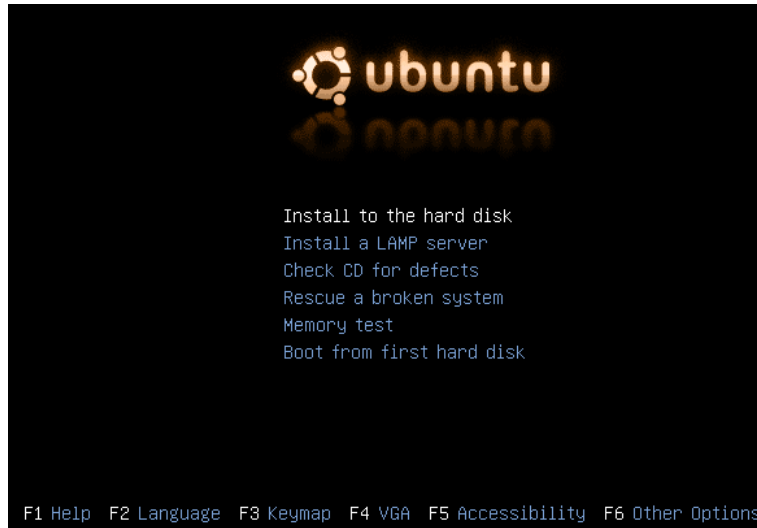 ubuntu
Install to the hard disk
Install a LAMP server
Check CD for defects
Rescue a broken system
Memory test
Boot from first hard disk
F1 Help F2 Language F3 Keymap F4 VGA F5 Accessibility F6 Other Options